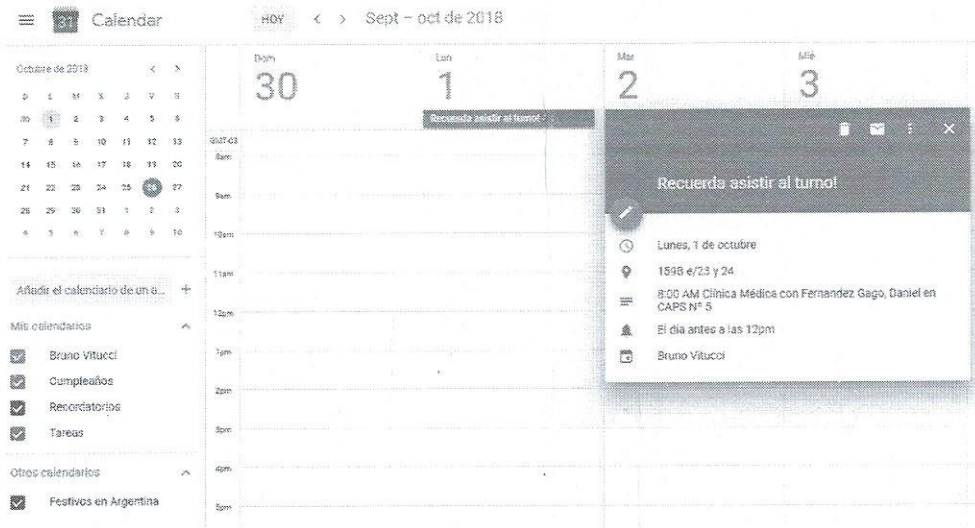 31 Calendar
HOY < > Sept – oct de 2018
Octubre de 2018 < >
D L M X J V S
30 1 2 3 4 5 6
7 8 9 10 11 12 13
14 15 16 17 18 19 20
21 22 23 24 25 26 27
28 29 30 31 1 2 3
4 5 6 7 8 9 10
Añadir el calendario de un a... +
Mis calendarios
Bruno Vitucci
Cumpleaños
Recordatorios
Tareas
Otros calendarios
Festivos en Argentina
Dom
30
Lun
1
Mar
2
Mié
3
Recuerda asistir al turno!
GMT-03
8am
9am
10am
11am
12pm
1pm
2pm
3pm
4pm
5pm
Recuerda asistir al turno!
Lunes, 1 de octubre
1598 e/23 y 24
8:00 AM Clínica Médica con Fernandez Gago, Daniel en
CAPS Nº 5
El día antes a las 12pm
Bruno Vitucci